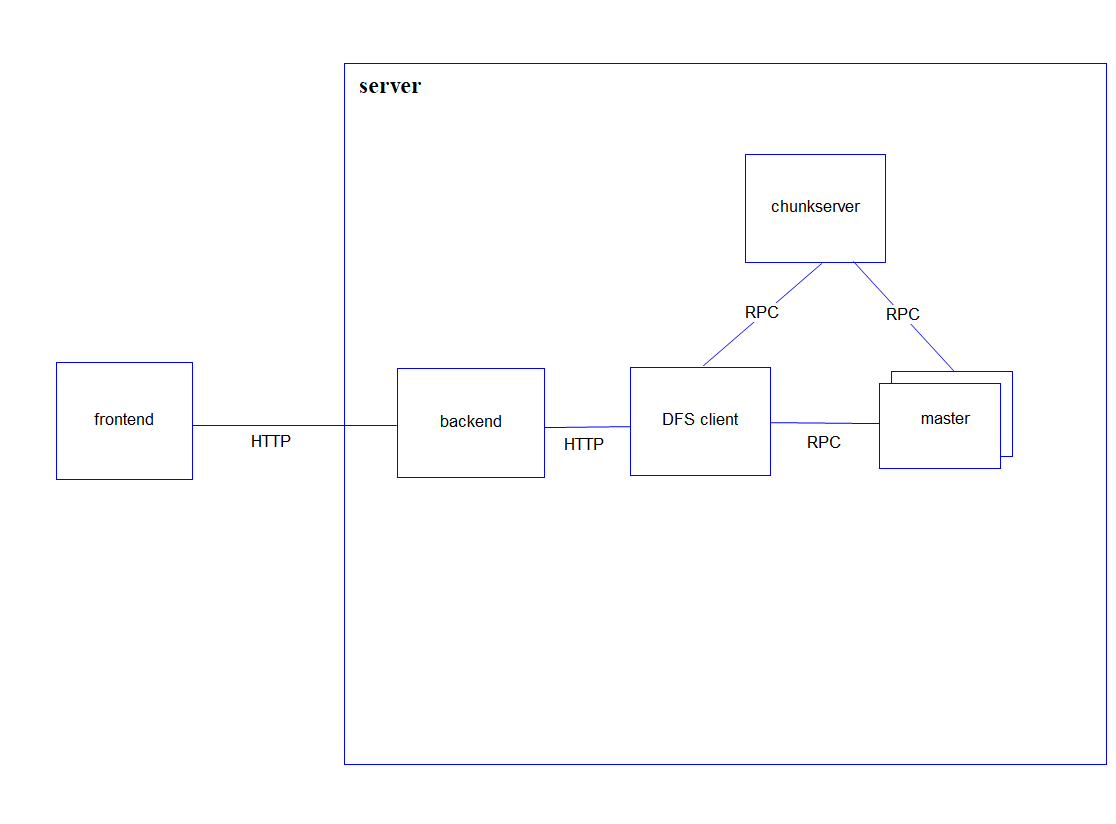 server
chunkserver
RPC
RPC
frontend
HTTP
backend
HTTP
DFS client
RPC
master